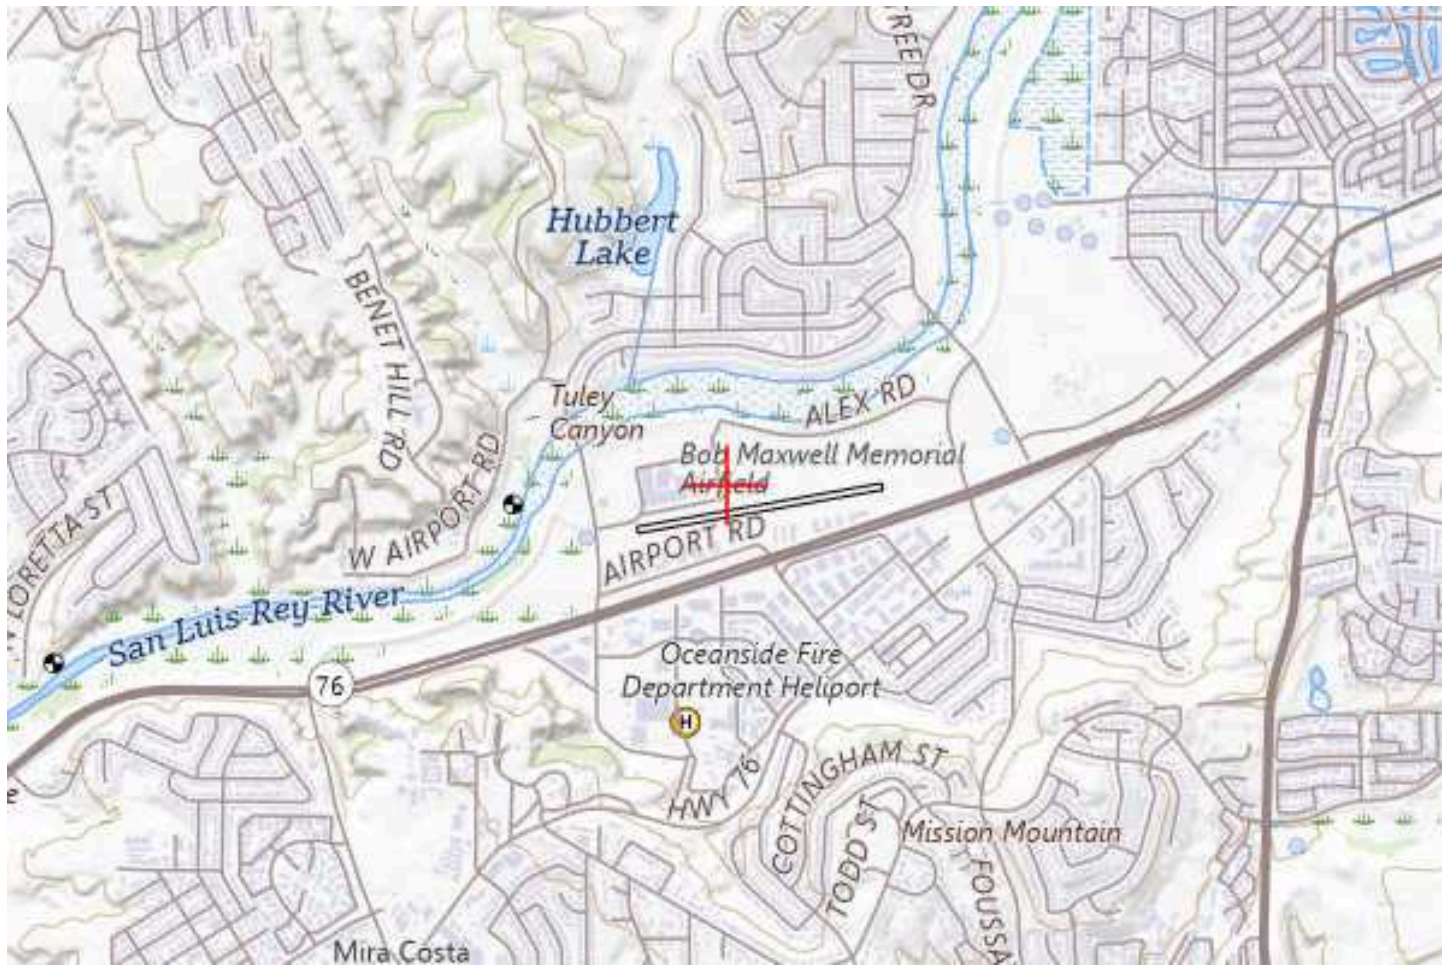 TREE DR
Hubbert
Lake
BENET HILL RD
Tuley
Canyon
ALEX RD
Bob Maxwell Memorial
Airfield
W AIRPORT RD
AIRPORT RD
LORETTA ST
San Luis Rey River
76
Oceanside Fire
Department Heliport
H
HWY 76
COTTINGHAM ST
TODD ST
Mission Mountain
FOUSSA
Mira Costa